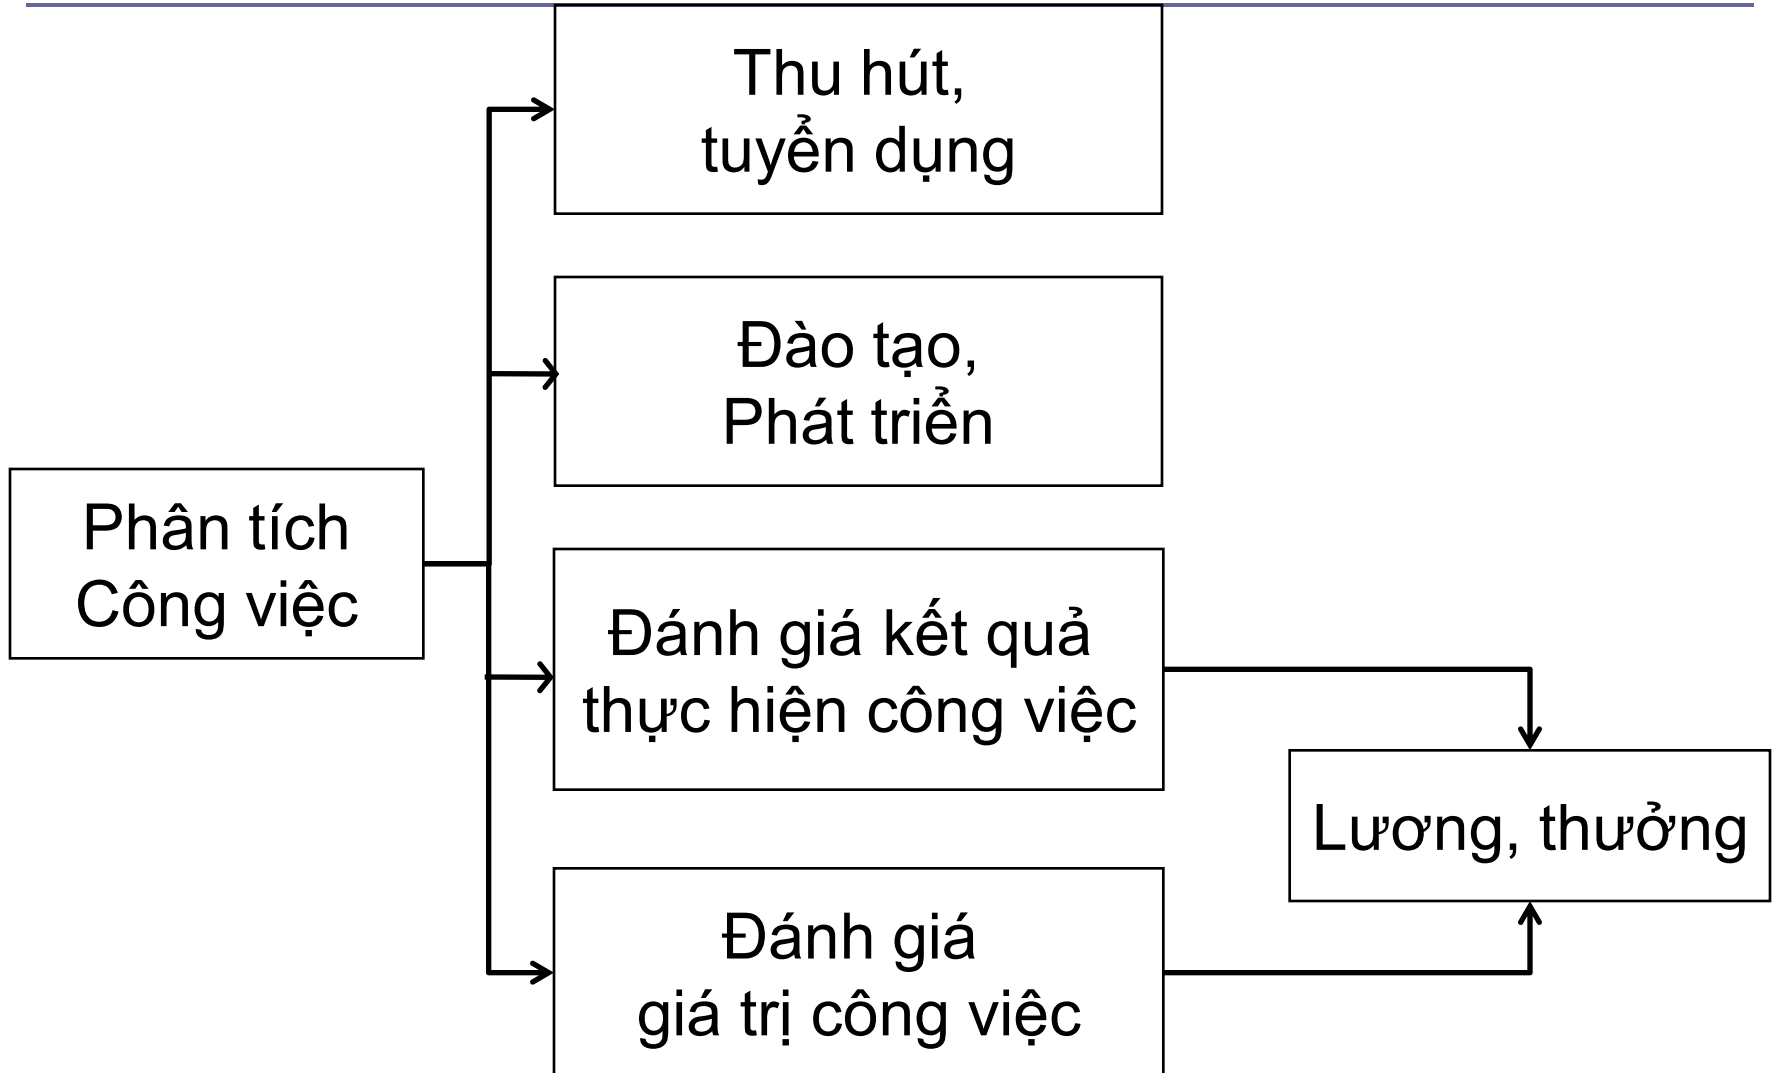 Thu hút,
tuyển dụng
Đào tạo,
Phát triển
Phân tích
Công việc
Đánh giá kết quả
thực hiện công việc
Lương, thưởng
Đánh giá
giá trị công việc